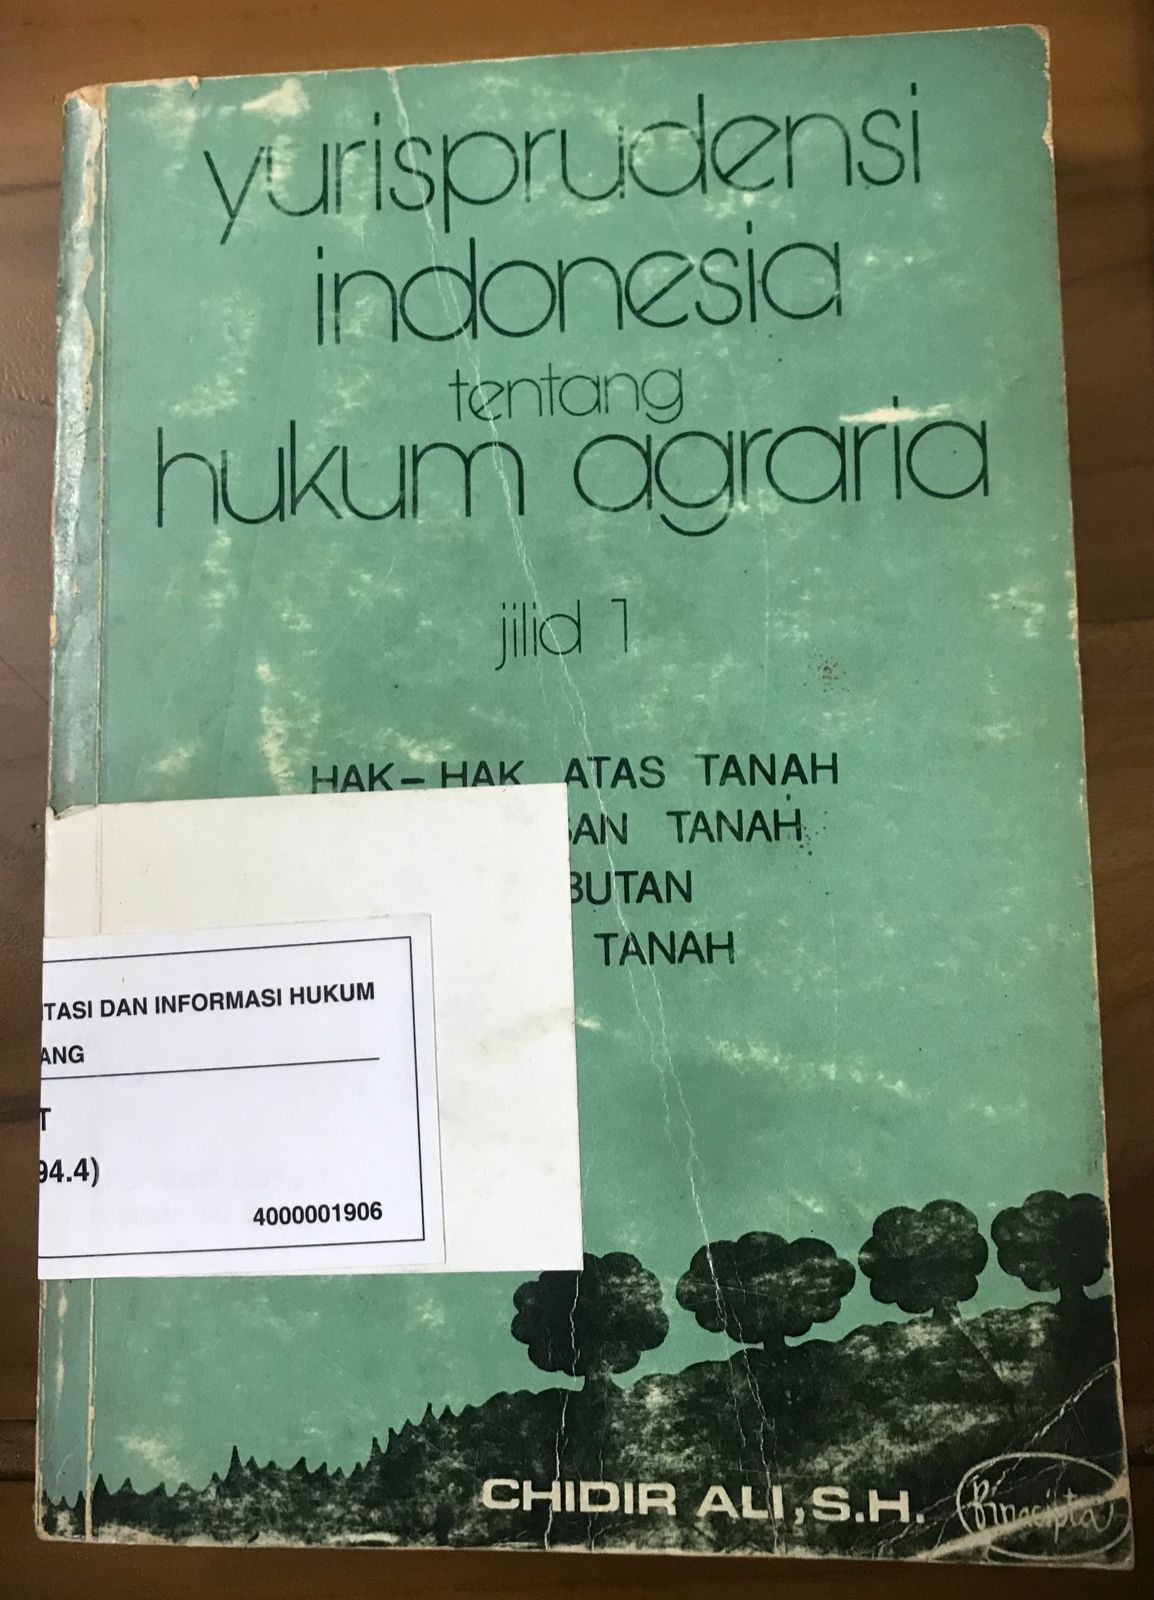 yurisprudensi
indonesia
tentang
hukum agraria
jilid 1
HAK - HAK ATAS TANAH
SAN TANAH
BUTAN
TANAH
TASI DAN INFORMASI HUKUM
ANG
T
94.4)
4000001906
CHIDIR ALI, S.H.
Binacipta